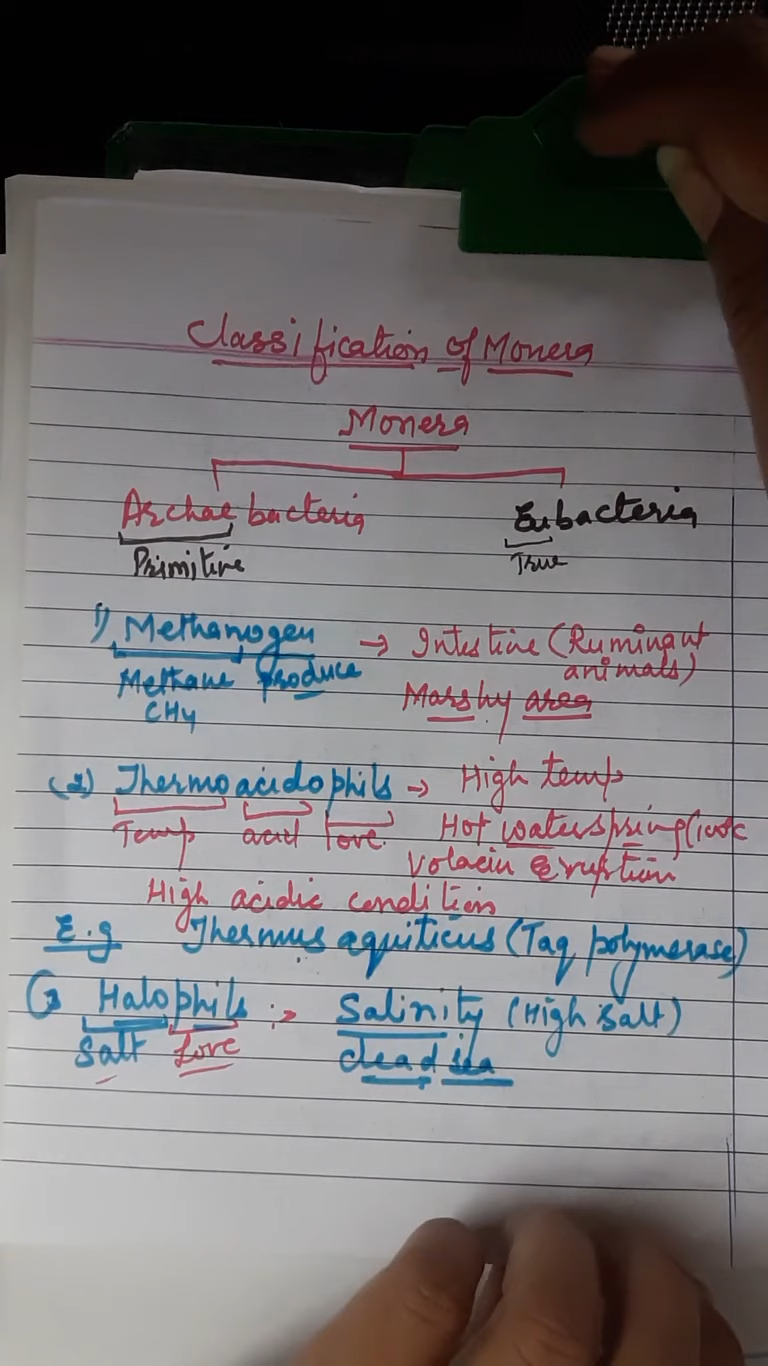 Classification of Monera
Monera
Archaebacteria Eubacteria
Primitive True
1) Methanogen → Intestine (Ruminant
animals)
Methane produce Marshy area
CH4
(2) Thermoacidophils → High temp
Temp acid love. Hot water spring (100c
Volacin eruption
High acidic condition
E.g Thermus aquiticus (Taq polymerase)
(3 Halophils :→ Salinity (High salt)
Salt Love dead sea